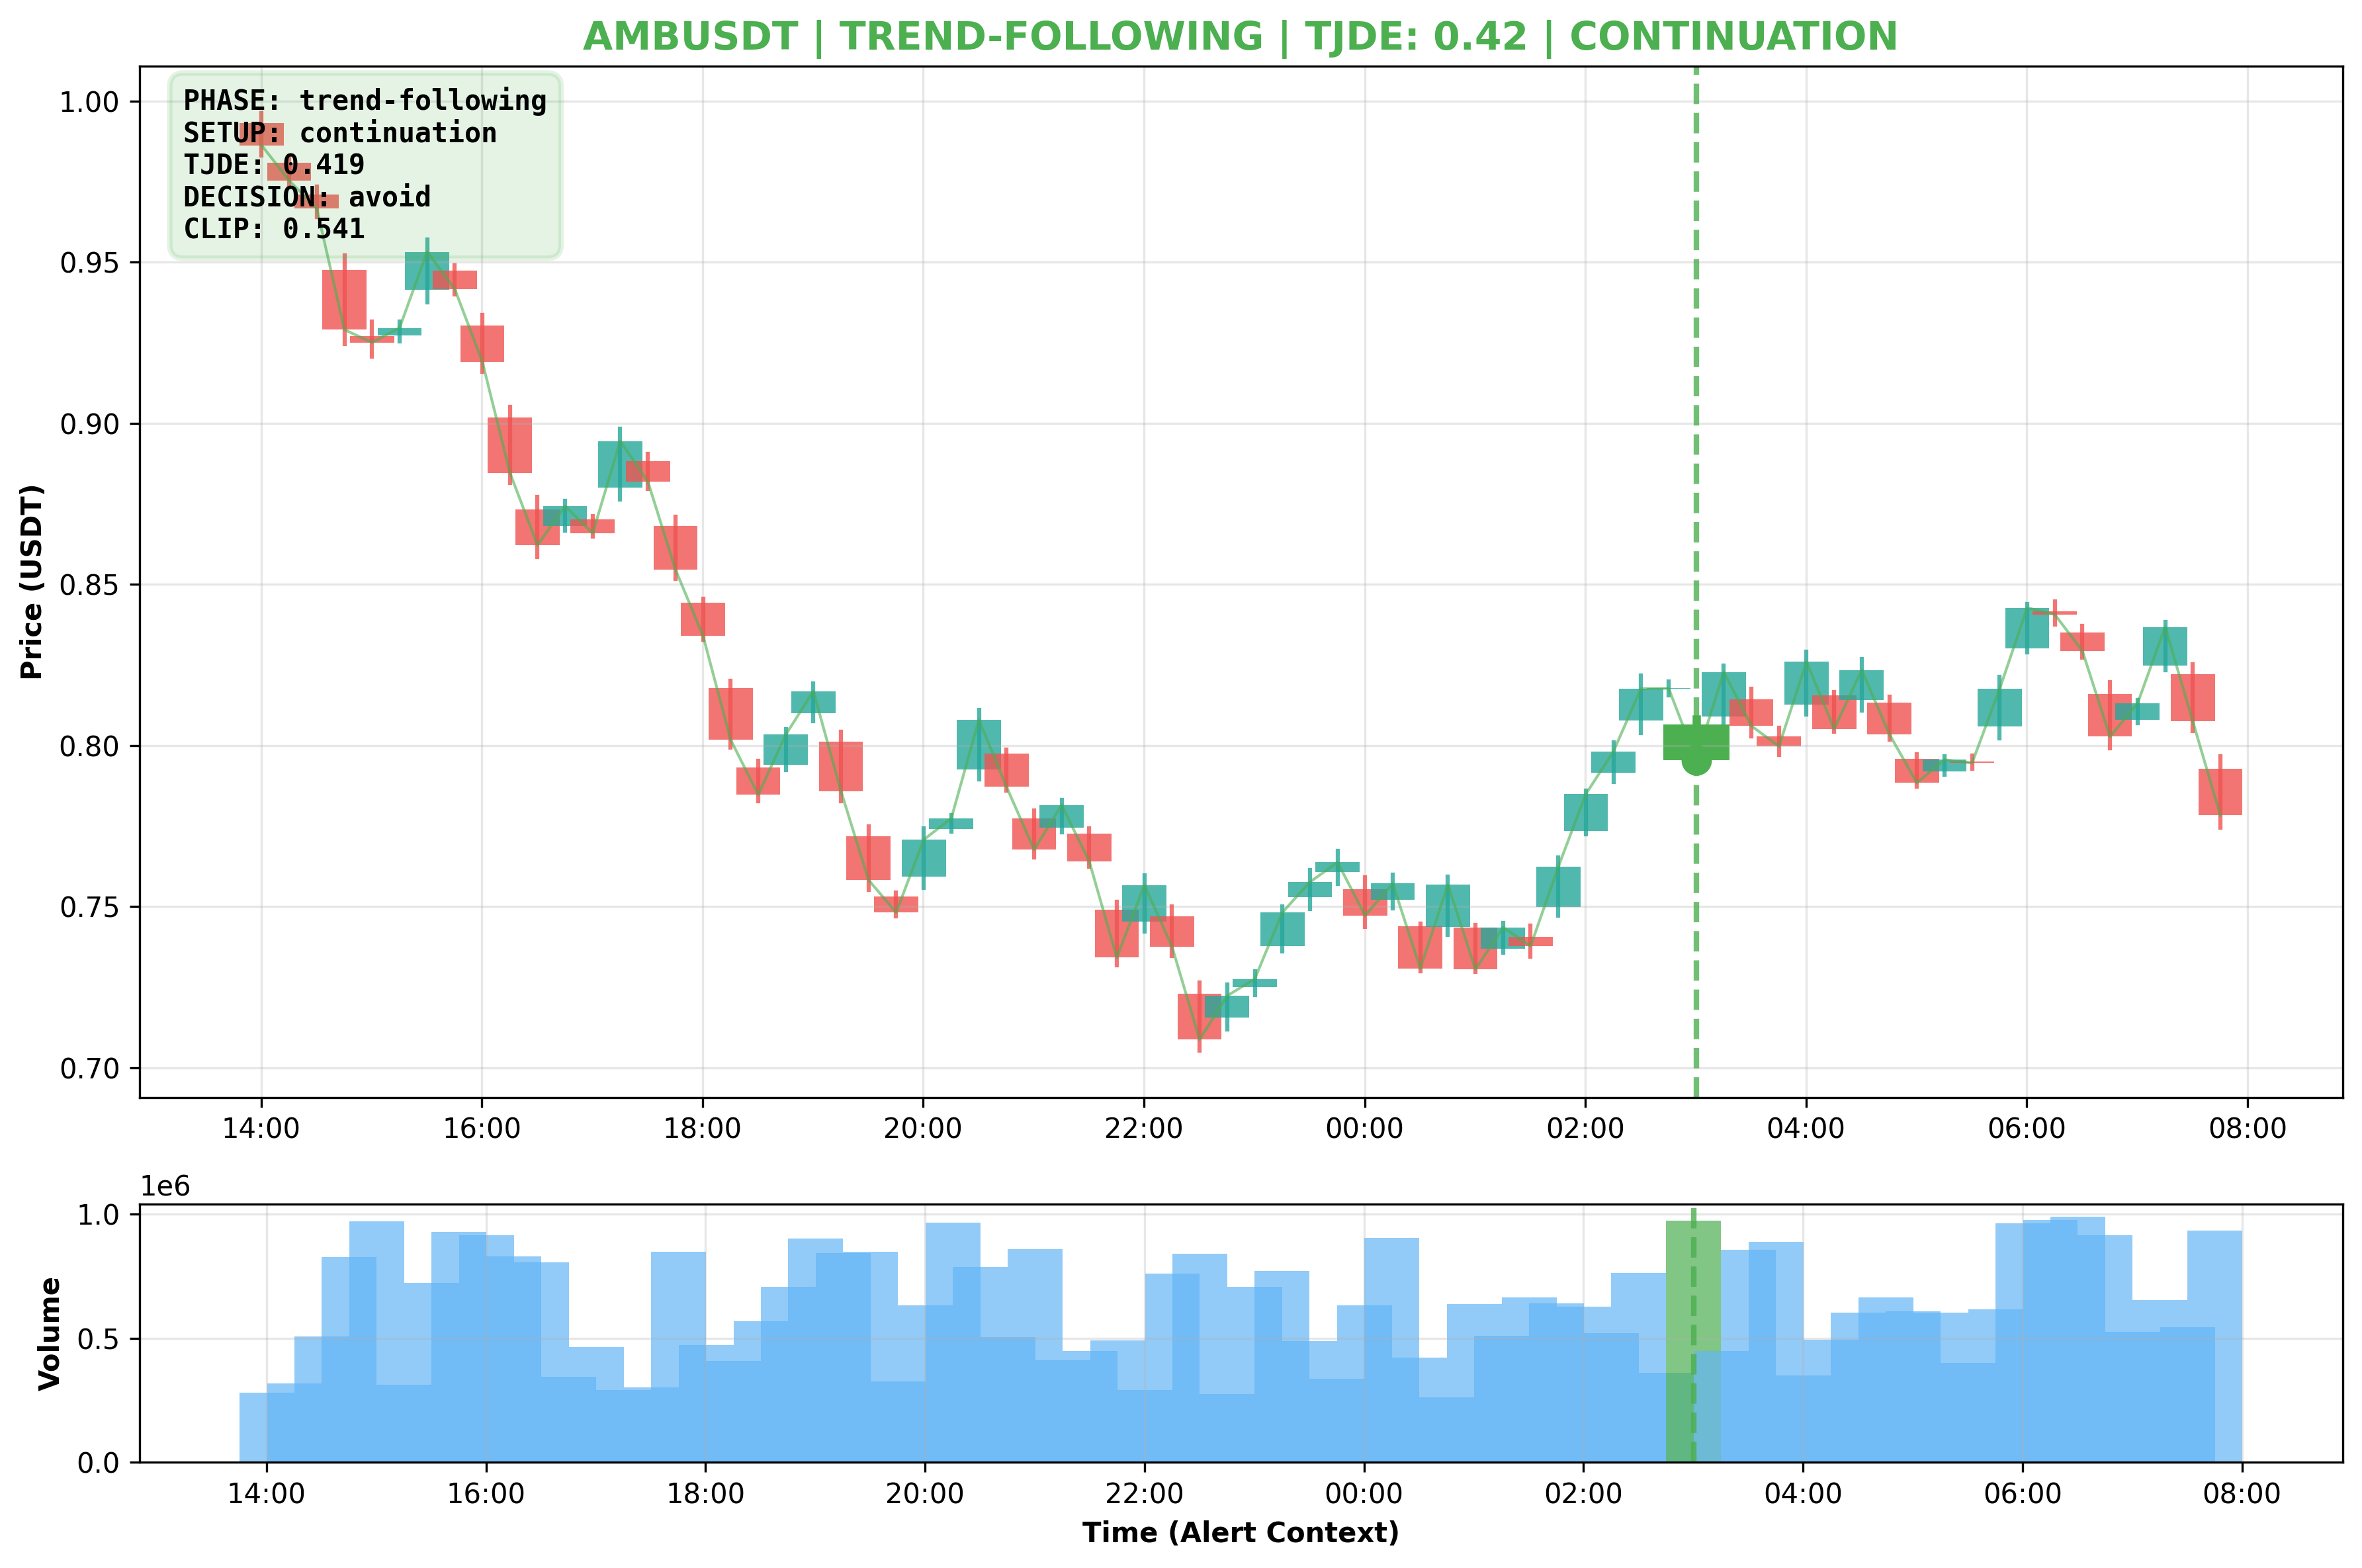 AMBUSDT | TREND-FOLLOWING | TJDE: 0.42 | CONTINUATION
PHASE: trend-following
SETUP: continuation
TJDE: 0.419
DECISION: avoid
CLIP: 0.541
Price (USDT)
1.00
0.95
0.90
0.85
0.80
0.75
0.70
14:00 16:00 18:00 20:00 22:00 00:00 02:00 04:00 06:00 08:00
1e6
Volume
1.0
0.5
0.0
14:00 16:00 18:00 20:00 22:00 00:00 02:00 04:00 06:00 08:00
Time (Alert Context)